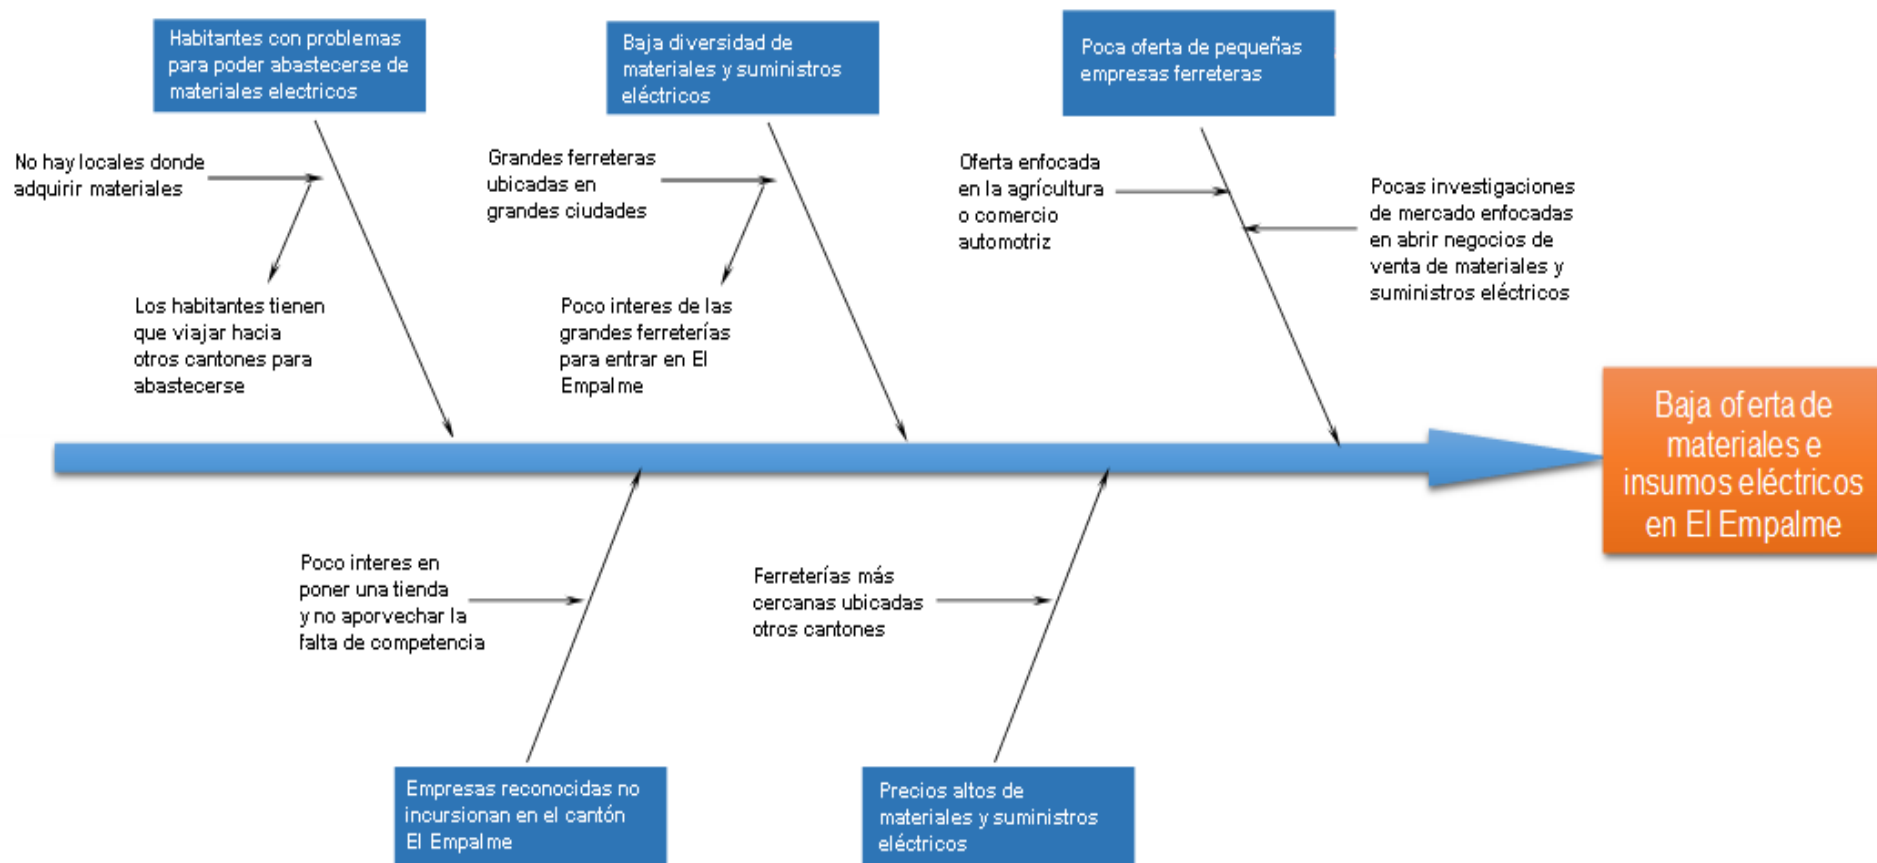 Habitantes con problemas
para poder abastecerse de
materiales electricos
Baja diversidad de
materiales y suministros
eléctricos
Poca oferta de pequeñas
empresas ferreteras
No hay locales donde
adquirir materiales
Los habitantes tienen
que viajar hacia
otros cantones para
abastecerse
Grandes ferreteras
ubicadas en
grandes ciudades
Poco interes de las
grandes ferreterías
para entrar en El
Empalme
Oferta enfocada
en la agrícultura
o comercio
automotriz
Pocas investigaciones
de mercado enfocadas
en abrir negocios de
venta de materiales y
suministros eléctricos
Baja oferta de
materiales e
insumos eléctricos
en El Empalme
Poco interes en
poner una tienda
y no aporvechar la
falta de competencia
Ferreterías más
cercanas ubicadas
otros cantones
Empresas reconocidas no
incursionan en el cantón
El Empalme
Precios altos de
materiales y suministros
eléctricos